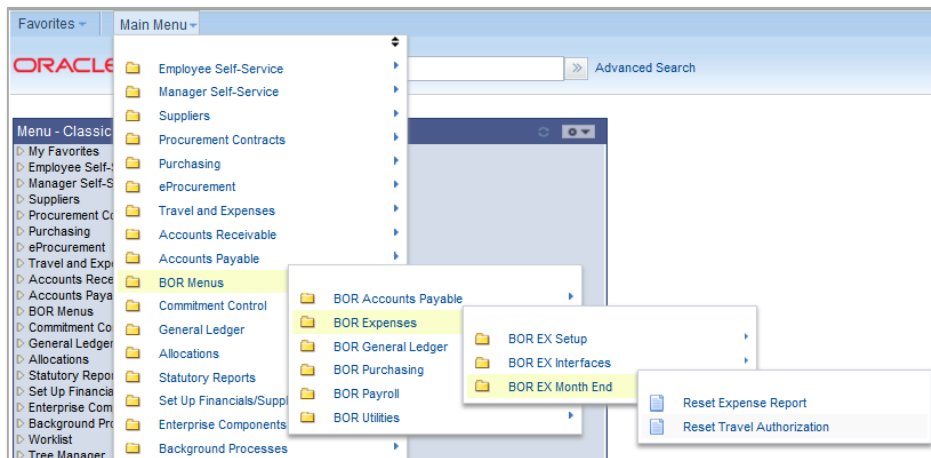 Favorites
Main Menu
ORACLE
Advanced Search
Employee Self-Service
Manager Self-Service
Suppliers
Procurement Contracts
Purchasing
eProcurement
Travel and Expenses
Accounts Receivable
Accounts Payable
BOR Menus
Commitment Control
General Ledger
Allocations
Statutory Reports
Set Up Financials/Suppl
Enterprise Components
Background Processes
Menu - Classic
My Favorites
Employee Self-S
Manager Self-S
Suppliers
Procurement Co
Purchasing
eProcurement
Travel and Expe
Accounts Rece
Accounts Paya
BOR Menus
Commitment Co
General Ledger
Allocations
Statutory Repor
Set Up Financia
Enterprise Com
Background Pro
Worklist
Tree Manager
BOR Accounts Payable
BOR Expenses
BOR General Ledger
BOR Purchasing
BOR Payroll
BOR Utilities
BOR EX Setup
BOR EX Interfaces
BOR EX Month End
Reset Expense Report
Reset Travel Authorization